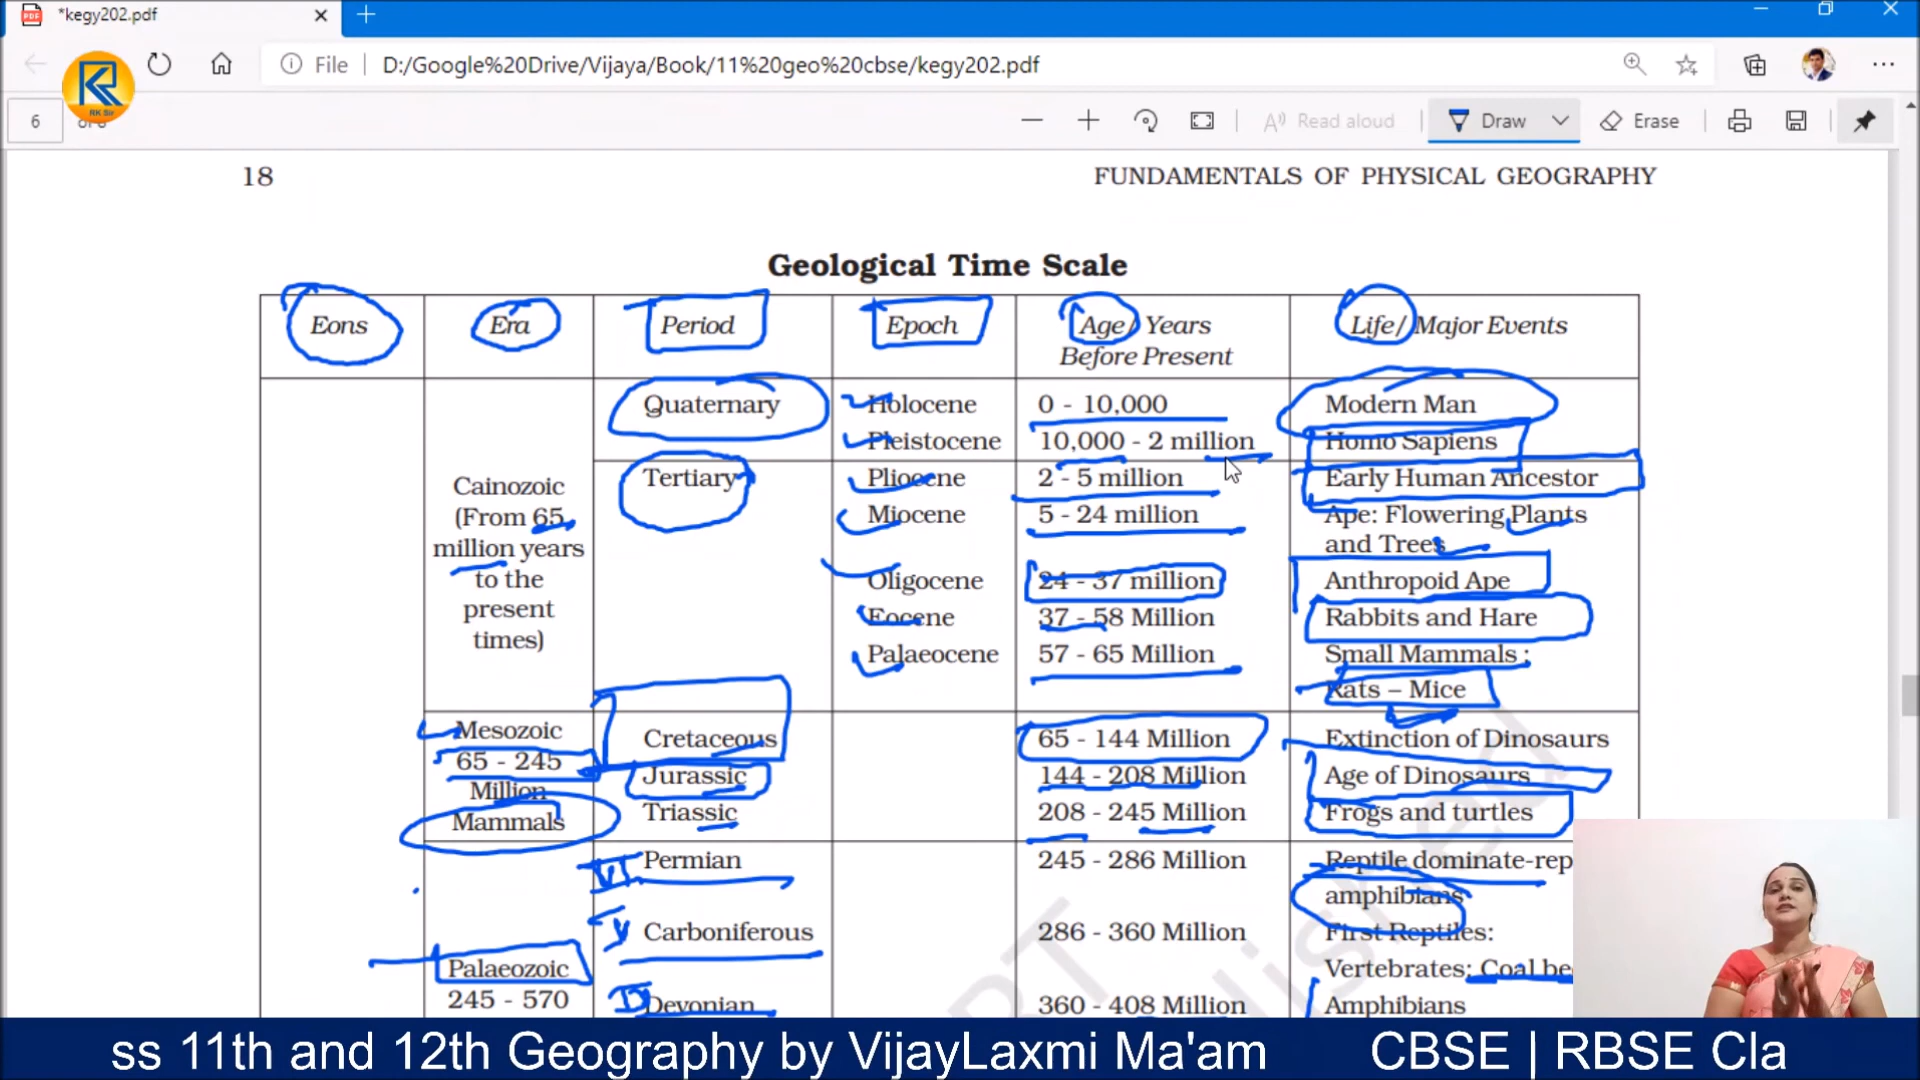 *kegy202.pdf
File D:/Google%20Drive/Vijaya/Book/11%20geo%20cbse/kegy202.pdf
RK Sir
6 of 8 Read aloud Draw Erase
18 FUNDAMENTALS OF PHYSICAL GEOGRAPHY
Geological Time Scale
Eons Era Period Epoch Age/ Years Before Present Life/ Major Events
Cainozoic
(From 65
million years
to the
present
times)
Quaternary Holocene 0 - 10,000 Modern Man
Pleistocene 10,000 - 2 million Homo Sapiens
Tertiary Pliocene 2 - 5 million Early Human Ancestor
Miocene 5 - 24 million Ape: Flowering Plants
and Trees
Oligocene 24 - 37 million Anthropoid Ape
Eocene 37 - 58 Million Rabbits and Hare
Palaeocene 57 - 65 Million Small Mammals :
Rats – Mice
Mesozoic
65 - 245
Million
Mammals
Cretaceous 65 - 144 Million Extinction of Dinosaurs
Jurassic 144 - 208 Million Age of Dinosaurs
Triassic 208 - 245 Million Frogs and turtles
VI Permian 245 - 286 Million Reptile dominate-rep
amphibians
V Carboniferous 286 - 360 Million First Reptiles:
Palaeozoic Vertebrates: Coal be
245 - 570
IV Devonian 360 - 408 Million Amphibians
ss 11th and 12th Geography by VijayLaxmi Ma'am CBSE | RBSE Cla